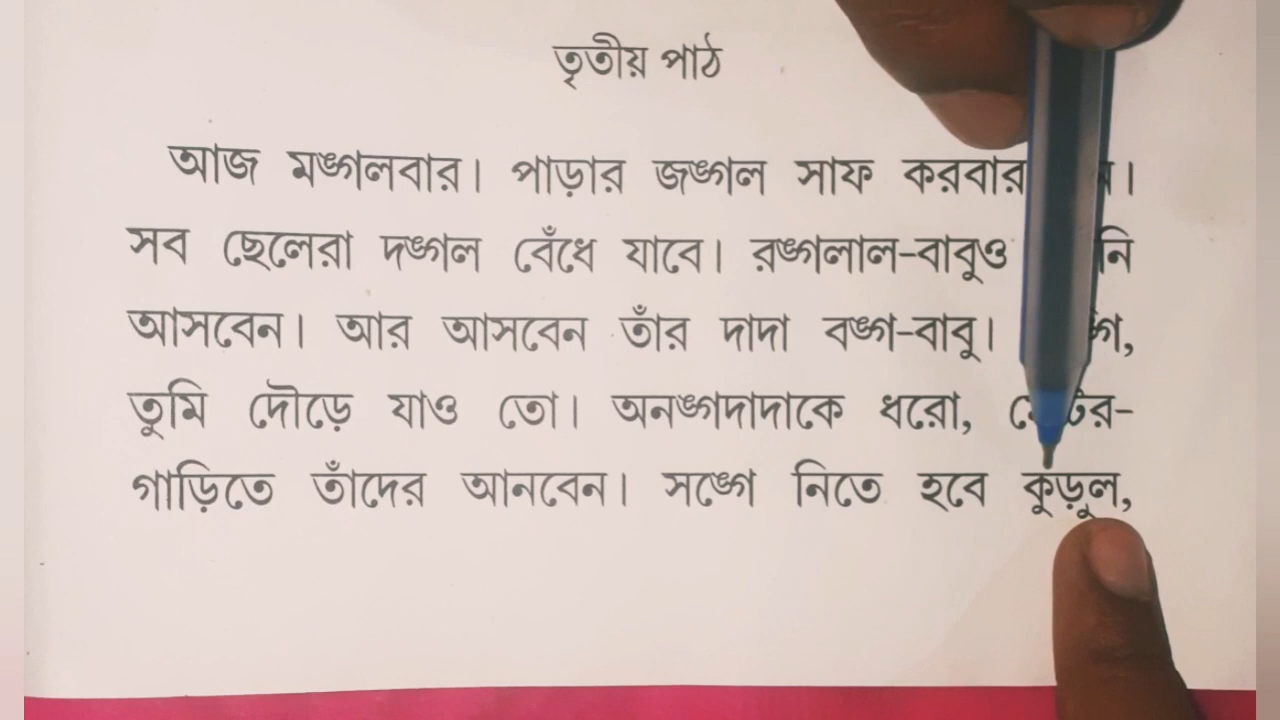 তৃতীয় পাঠ
আজ মঙ্গলবার। পাড়ার জঙ্গল সাফ করবার
সব ছেলেরা দঙ্গল বেঁধে যাবে। রঙ্গলাল-বাবুও
আসবেন। আর আসবেন তাঁর দাদা বঙ্গ-বাবু।
তুমি দৌড়ে যাও তো। অনঙ্গদাদাকে ধরো, মোটর-
গাড়িতে তাঁদের আনবেন। সঙ্গে নিতে হবে কুড়ুল,